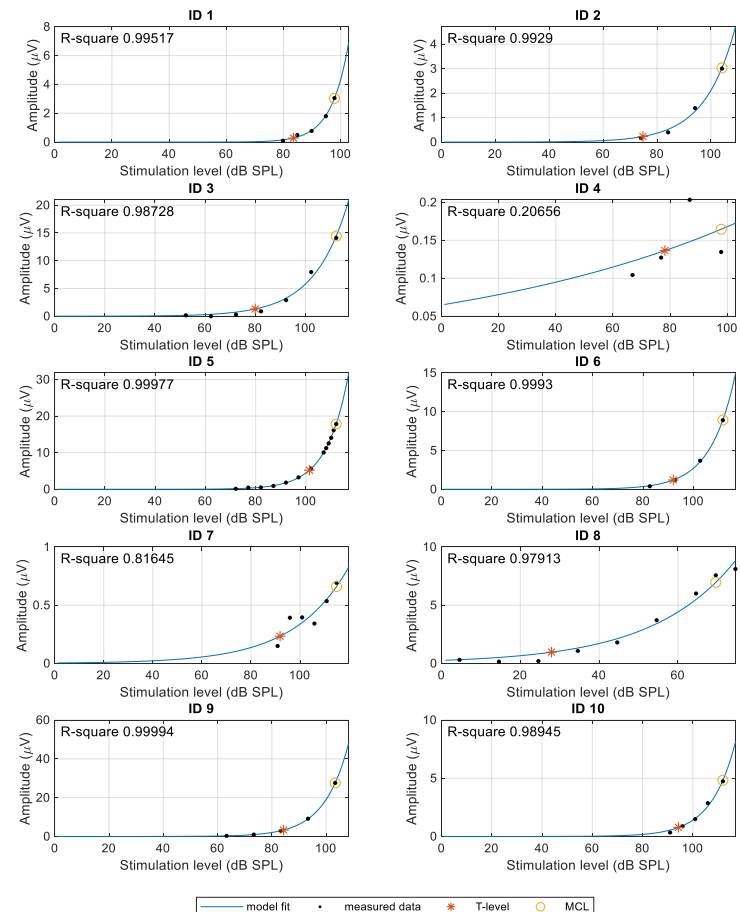 ID 1
R-square 0.99517
Amplitude (μV)
8
6
4
2
0
0 20 40 60 80 100
Stimulation level (dB SPL)
ID 2
R-square 0.9929
Amplitude (μV)
4
3
2
1
0
0 20 40 60 80 100
Stimulation level (dB SPL)
ID 3
R-square 0.98728
Amplitude (μV)
20
15
10
5
0
0 20 40 60 80 100
Stimulation level (dB SPL)
ID 4
R-square 0.20656
Amplitude (μV)
0.2
0.15
0.1
0.05
0 20 40 60 80 100
Stimulation level (dB SPL)
ID 5
R-square 0.99977
Amplitude (μV)
30
20
10
0
0 20 40 60 80 100
Stimulation level (dB SPL)
ID 6
R-square 0.9993
Amplitude (μV)
15
10
5
0
0 20 40 60 80 100
Stimulation level (dB SPL)
ID 7
R-square 0.81645
Amplitude (μV)
1
0.5
0
0 20 40 60 80 100
Stimulation level (dB SPL)
ID 8
R-square 0.97913
Amplitude (μV)
10
5
0
0 20 40 60
Stimulation level (dB SPL)
ID 9
R-square 0.99994
Amplitude (μV)
60
40
20
0
0 20 40 60 80 100
Stimulation level (dB SPL)
ID 10
R-square 0.98945
Amplitude (μV)
10
5
0
0 20 40 60 80 100
Stimulation level (dB SPL)
model fit measured data T-level MCL